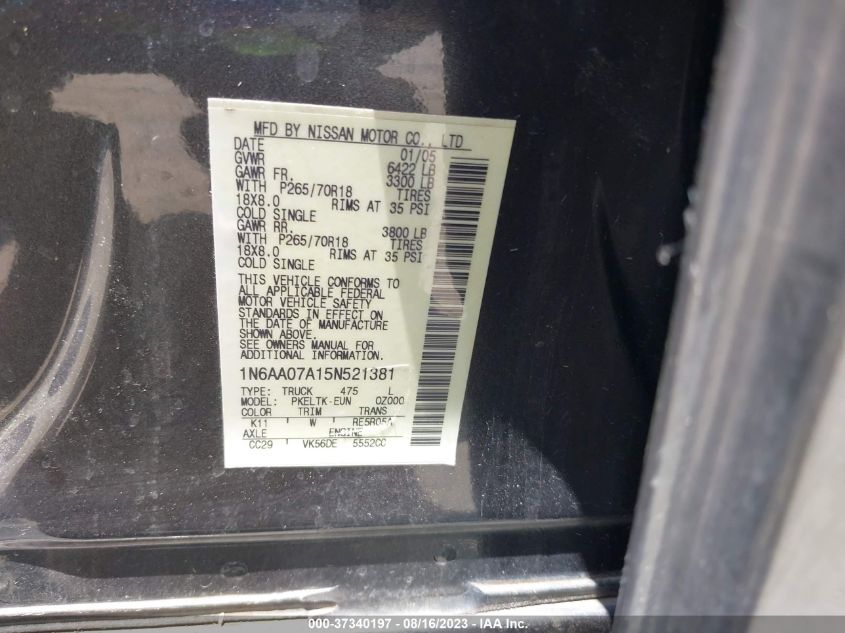 MFD BY NISSAN MOTOR CO., LTD
DATE 01/05
GVWR 6422 LB
GAWR FR. 3300 LB
WITH P265/70R18 TIRES
18X8.0 RIMS AT 35 PSI
COLD SINGLE
GAWR RR. 3800 LB
WITH P265/70R18 TIRES
18X8.0 RIMS AT 35 PSI
COLD SINGLE
THIS VEHICLE CONFORMS TO
ALL APPLICABLE FEDERAL
MOTOR VEHICLE SAFETY
STANDARDS IN EFFECT ON
THE DATE OF MANUFACTURE
SHOWN ABOVE.
SEE OWNERS MANUAL FOR
ADDITIONAL INFORMATION.
1N6AA07A15N521381
TYPE: TRUCK 475 L
MODEL: PKELTK-EUN 0Z000
COLOR TRIM TRANS
K11 W RE5R05A
AXLE ENGINE
CC29 VK56DE 5552CC
000-37340197 - 08/16/2023 - IAA Inc.